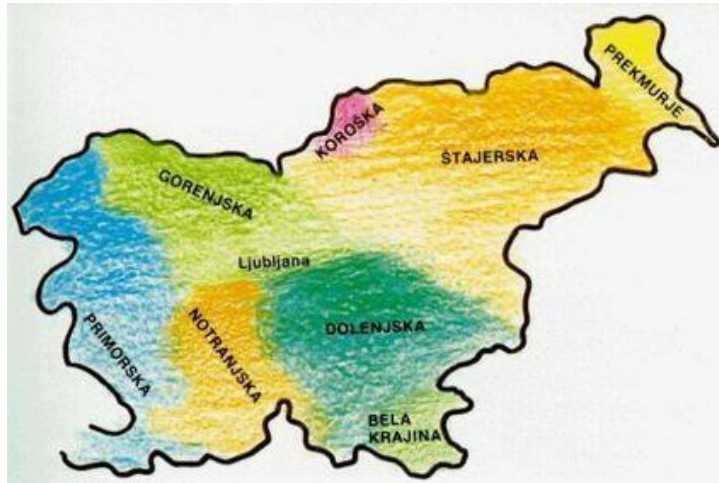 PREKMURJE
KOROŠKA
ŠTAJERSKA
GORENJSKA
Ljubljana
PRIMORSKA
NOTRANJSKA
DOLENJSKA
BELA
KRAJINA